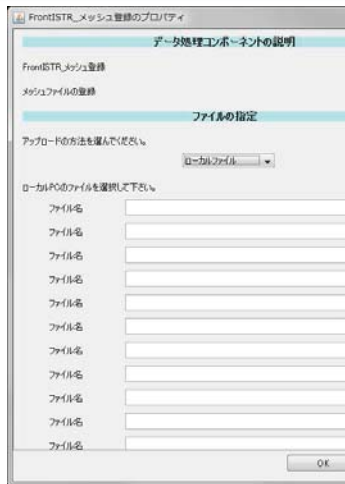 FrontISTR_メッシュ登録のプロパティ
データ処理コンポーネントの説明
FrontISTR_メッシュ登録
メッシュファイルの登録
ファイルの指定
アップロードの方法を選んでください。
ローカルファイル
ローカルPCのファイルを選択して下さい。
ファイル名
ファイル名
ファイル名
ファイル名
ファイル名
ファイル名
ファイル名
ファイル名
ファイル名
ファイル名
ファイル名
OK